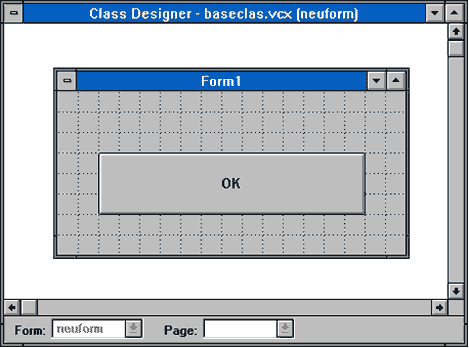 Class Designer - baseclas.vcx (neuform)
Form1
OK
Form: neuform Page: